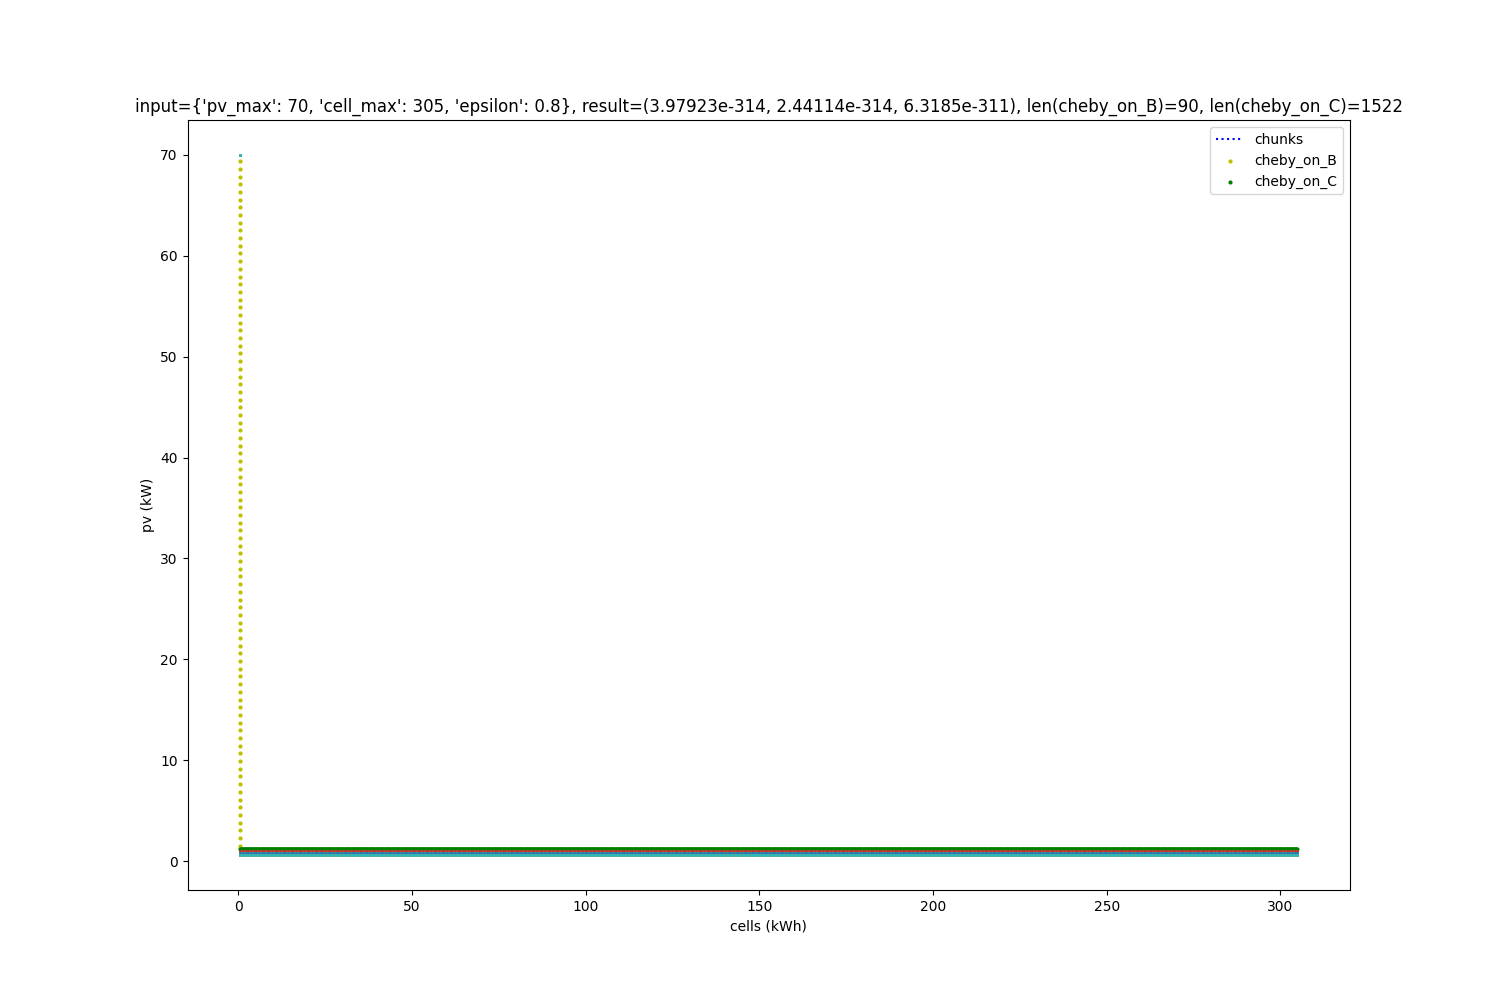 input={'pv_max': 70, 'cell_max': 305, 'epsilon': 0.8}, result=(3.97923e-314, 2.44114e-314, 6.3185e-311), len(cheby_on_B)=90, len(cheby_on_C)=1522
chunks
cheby_on_B
cheby_on_C
70
60
50
40
30
20
10
0
pv (kW)
0 50 100 150 200 250 300
cells (kWh)